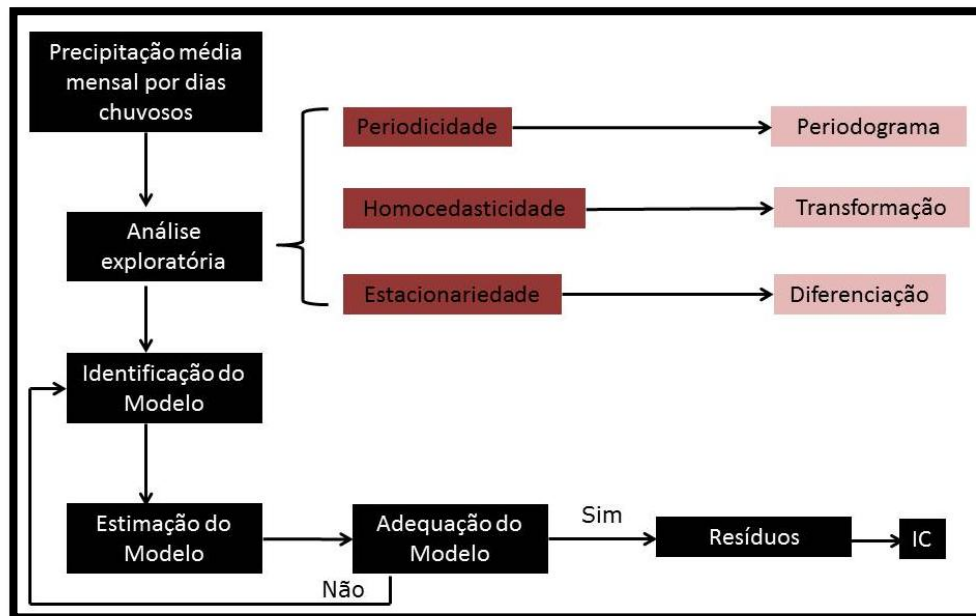 Precipitação média
mensal por dias
chuvosos
Periodicidade
Periodograma
Homocedasticidade
Transformação
Análise
exploratória
Estacionariedade
Diferenciação
Identificação do
Modelo
Estimação do
Modelo
Adequação do
Modelo
Sim
Resíduos
IC
Não